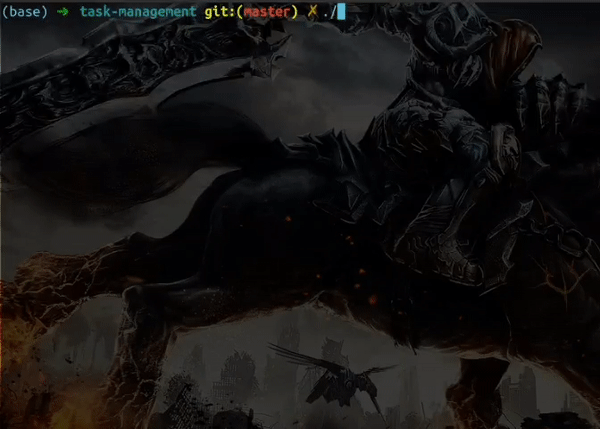 (base) ➜ task-management git:(master) ✗ ./